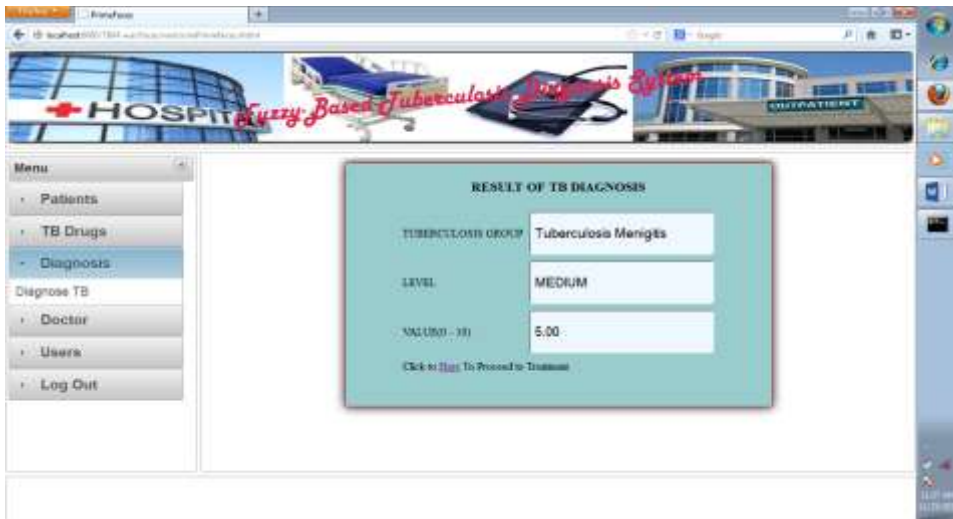 PrimeFaces
Google
HOSPIT
Fuzzy-Based Tuberculosis Diagnosis System
OUTPATIENT
Menu
Patients
TB Drugs
Diagnosis
Diagnose TB
Doctor
Users
Log Out
RESULT OF TB DIAGNOSIS
TUBERCULOSIS GROUP Tuberculosis Menigitis
LEVEL MEDIUM
VALUE(0 - 10) 5.00
Click to Here To Proceed to Treatment